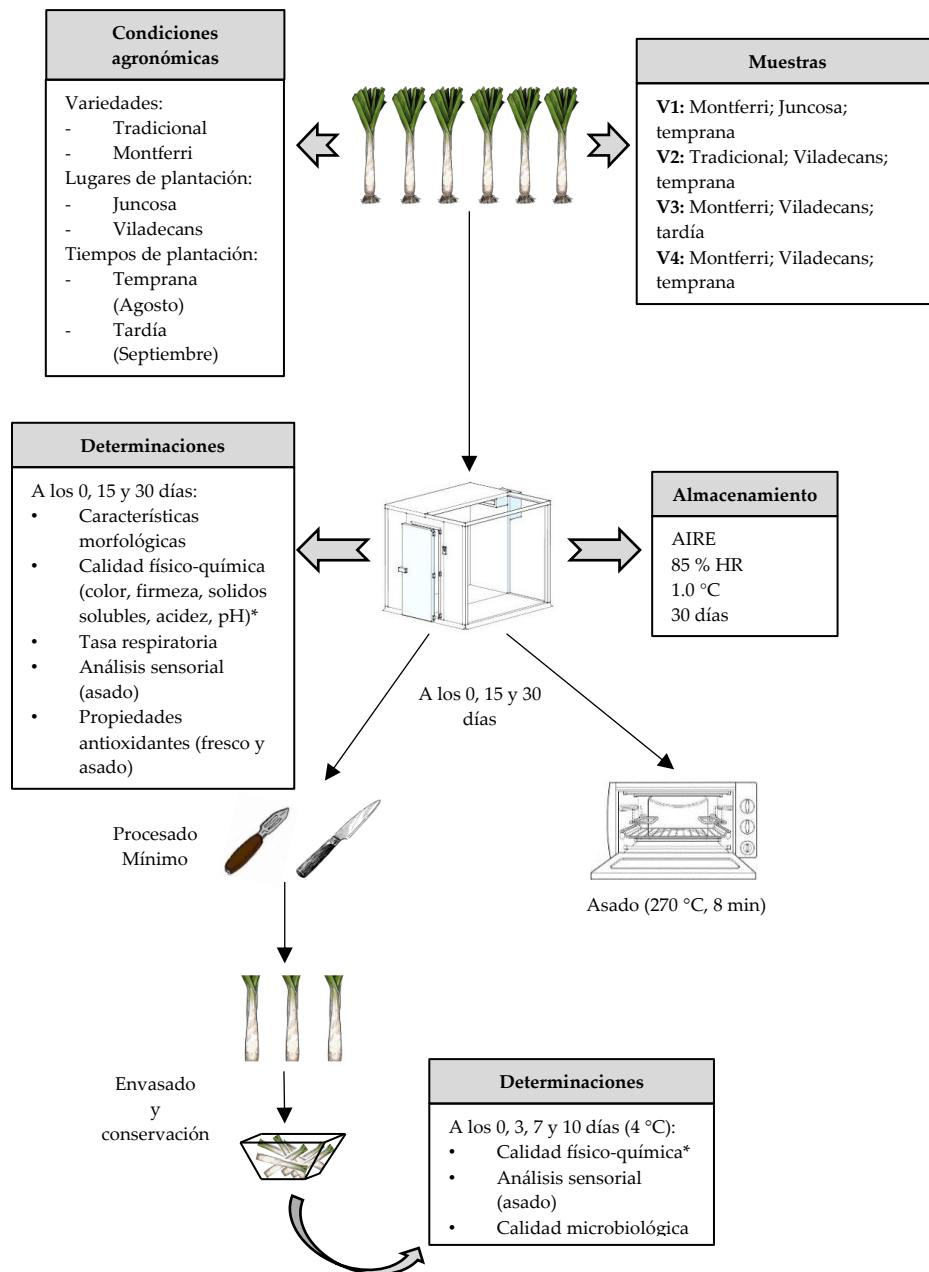 Condiciones
agronómicas
Variedades:
- Tradicional
- Montferri
Lugares de plantación:
- Juncosa
- Viladecans
Tiempos de plantación:
- Temprana
(Agosto)
- Tardía
(Septiembre)
Muestras
V1: Montferri; Juncosa;
temprana
V2: Tradicional; Viladecans;
temprana
V3: Montferri; Viladecans;
tardía
V4: Montferri; Viladecans;
temprana
Determinaciones
A los 0, 15 y 30 días:
• Características
morfológicas
• Calidad físico-química
(color, firmeza, solidos
solubles, acidez, pH)*
• Tasa respiratoria
• Análisis sensorial
(asado)
• Propiedades
antioxidantes (fresco y
asado)
Almacenamiento
AIRE
85 % HR
1.0 °C
30 días
A los 0, 15 y 30
días
Procesado
Mínimo
Asado (270 °C, 8 min)
Envasado
y
conservación
Determinaciones
A los 0, 3, 7 y 10 días (4 °C):
• Calidad físico-química*
• Análisis sensorial
(asado)
• Calidad microbiológica